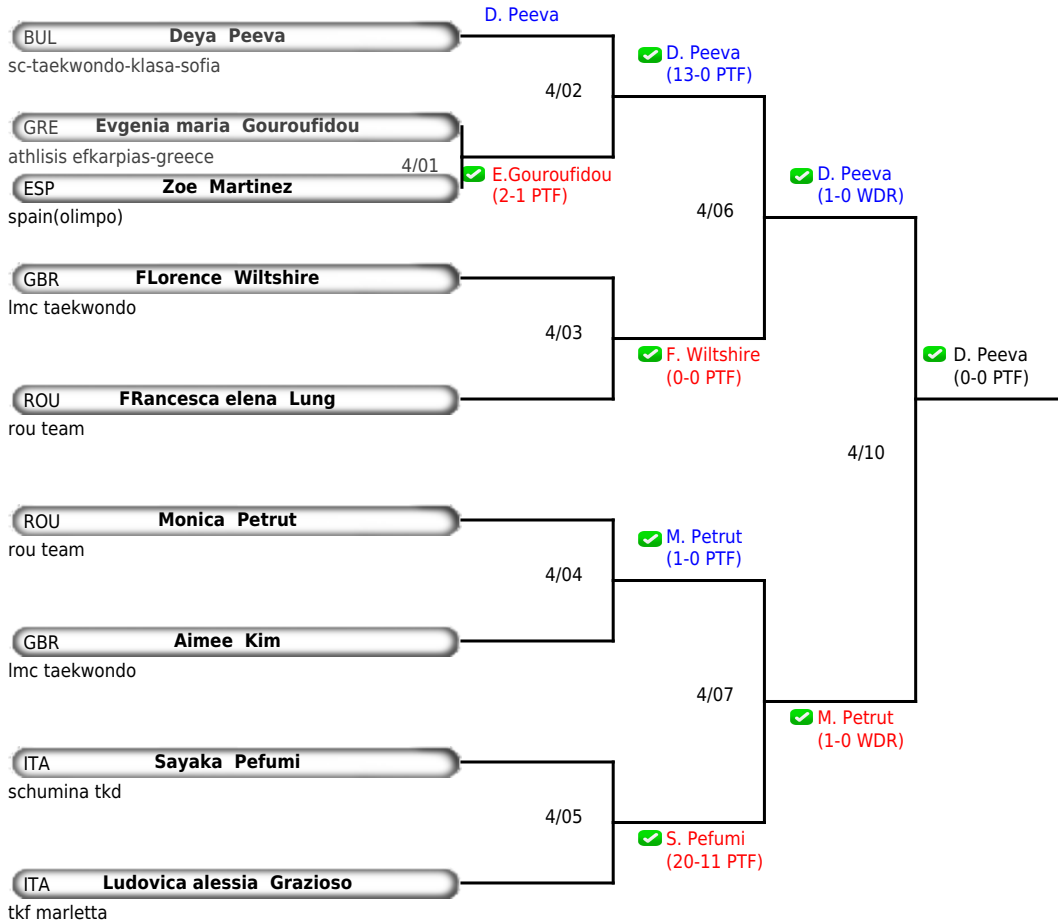 D. Peeva
BUL Deya Peeva
sc-taekwondo-klasa-sofia
D. Peeva
(13-0 PTF)
4/02
GRE Evgenia maria Gouroufidou
athlisis efkarpias-greece
4/01
E.Gouroufidou
(2-1 PTF)
ESP Zoe Martinez
spain(olimpo)
D. Peeva
(1-0 WDR)
4/06
GBR FLorence Wiltshire
lmc taekwondo
4/03
F. Wiltshire
(0-0 PTF)
D. Peeva
(0-0 PTF)
ROU FRancesca elena Lung
rou team
4/10
ROU Monica Petrut
rou team
M. Petrut
(1-0 PTF)
4/04
GBR Aimee Kim
lmc taekwondo
4/07
M. Petrut
(1-0 WDR)
ITA Sayaka Pefumi
schumina tkd
4/05
S. Pefumi
(20-11 PTF)
ITA Ludovica alessia Grazioso
tkf marletta